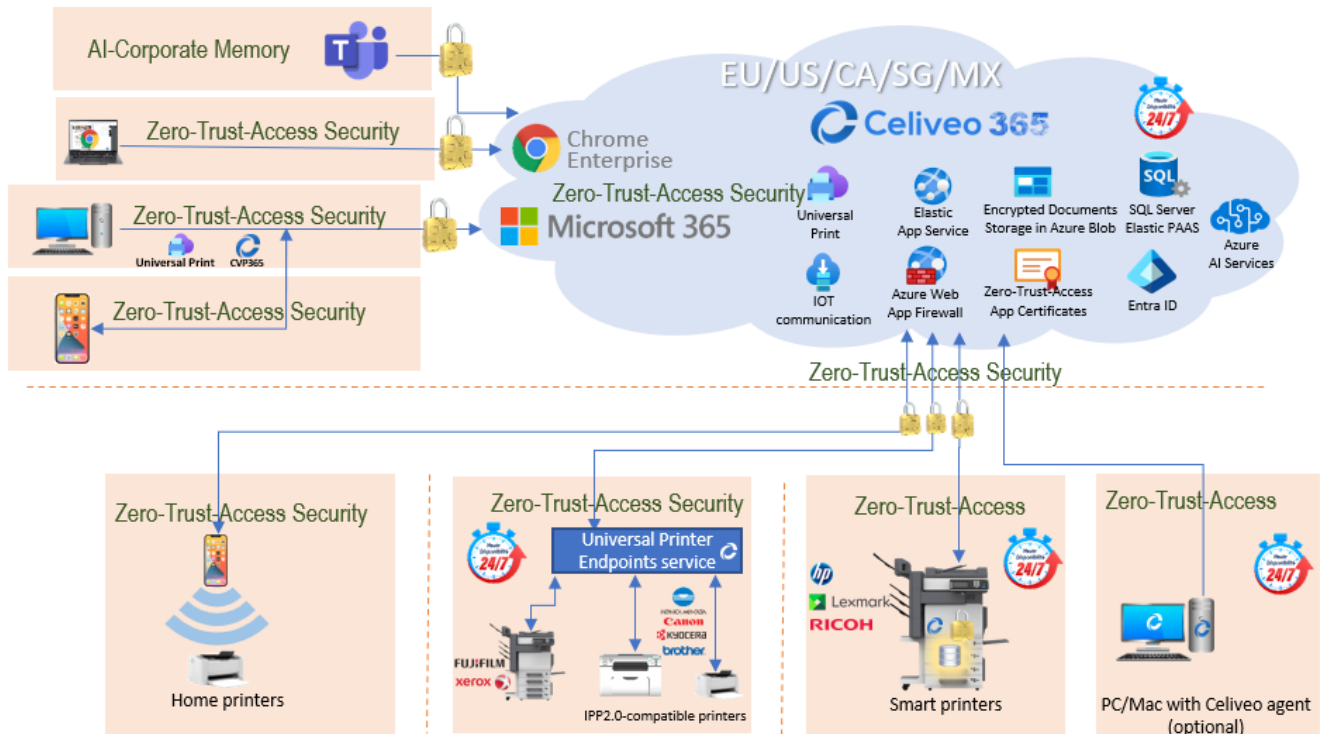 AI-Corporate Memory
T
EU/US/CA/SG/MX
Celiveo 365
24/7
Zero-Trust-Access Security
Chrome
Enterprise
Zero-Trust-Access Security
Microsoft 365
Zero-Trust-Access Security
Universal Print
CVP365
Zero-Trust-Access Security
Universal
Print
Elastic
App Service
Encrypted Documents
Storage in Azure Blob
SQL
SQL Server
Elastic PAAS
Azure
AI Services
IOT
communication
Azure Web
App Firewall
Zero-Trust-Access
App Certificates
Entra ID
Zero-Trust-Access Security
Zero-Trust-Access Security
Home printers
Zero-Trust-Access Security
24/7
Universal Printer
Endpoints service
KONICA MINOLTA
Canon
KYOCERA
brother
FUJIFILM
xerox
IPP2.0-compatible printers
Zero-Trust-Access
24/7
hp
Lexmark
RICOH
Smart printers
Zero-Trust-Access
24/7
PC/Mac with Celiveo agent
(optional)